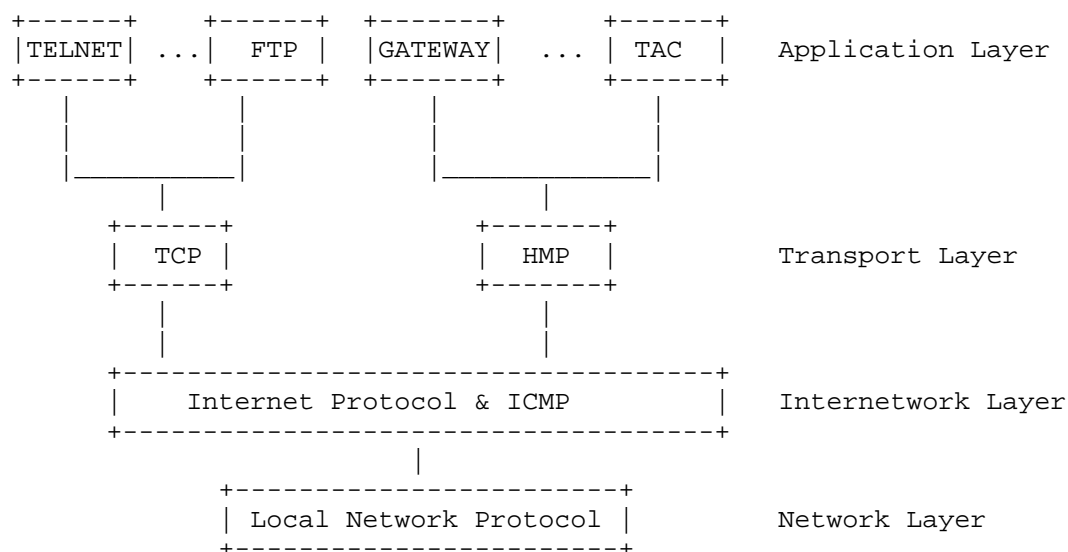 TELNET ... FTP GATEWAY ... TAC Application Layer
TCP HMP Transport Layer
Internet Protocol & ICMP Internetwork Layer
Local Network Protocol Network Layer